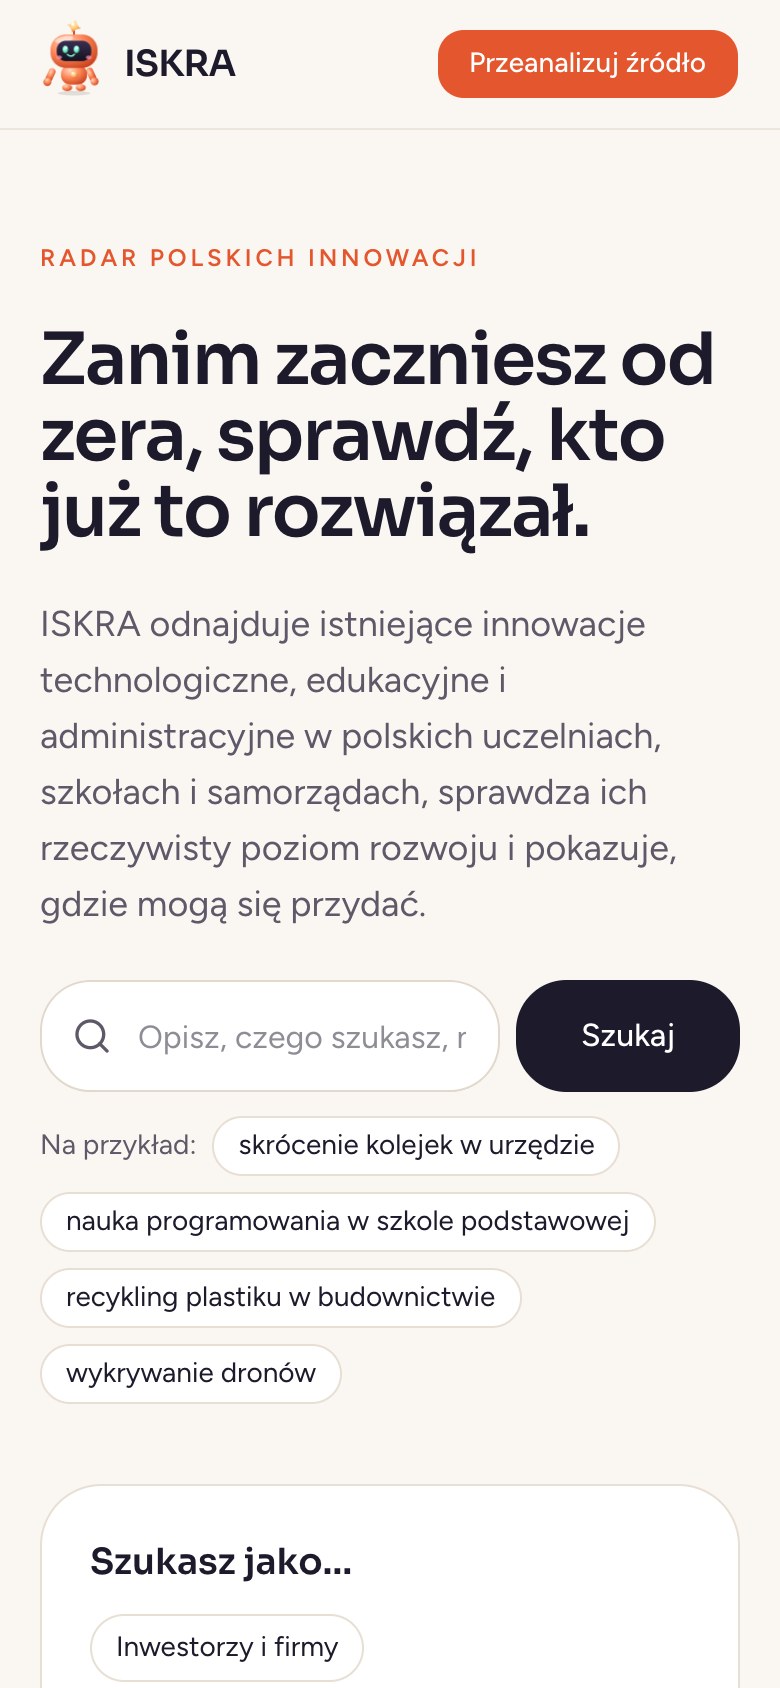 ISKRA
Przeanalizuj źródło
RADAR POLSKICH INNOWACJI
Zanim zaczniesz od
zera, sprawdź, kto
już to rozwiązał.
ISKRA odnajduje istniejące innowacje
technologiczne, edukacyjne i
administracyjne w polskich uczelniach,
szkołach i samorządach, sprawdza ich
rzeczywisty poziom rozwoju i pokazuje,
gdzie mogą się przydać.
Opisz, czego szukasz, r
Szukaj
Na przykład:
skrócenie kolejek w urzędzie
nauka programowania w szkole podstawowej
recykling plastiku w budownictwie
wykrywanie dronów
Szukasz jako...
Inwestorzy i firmy